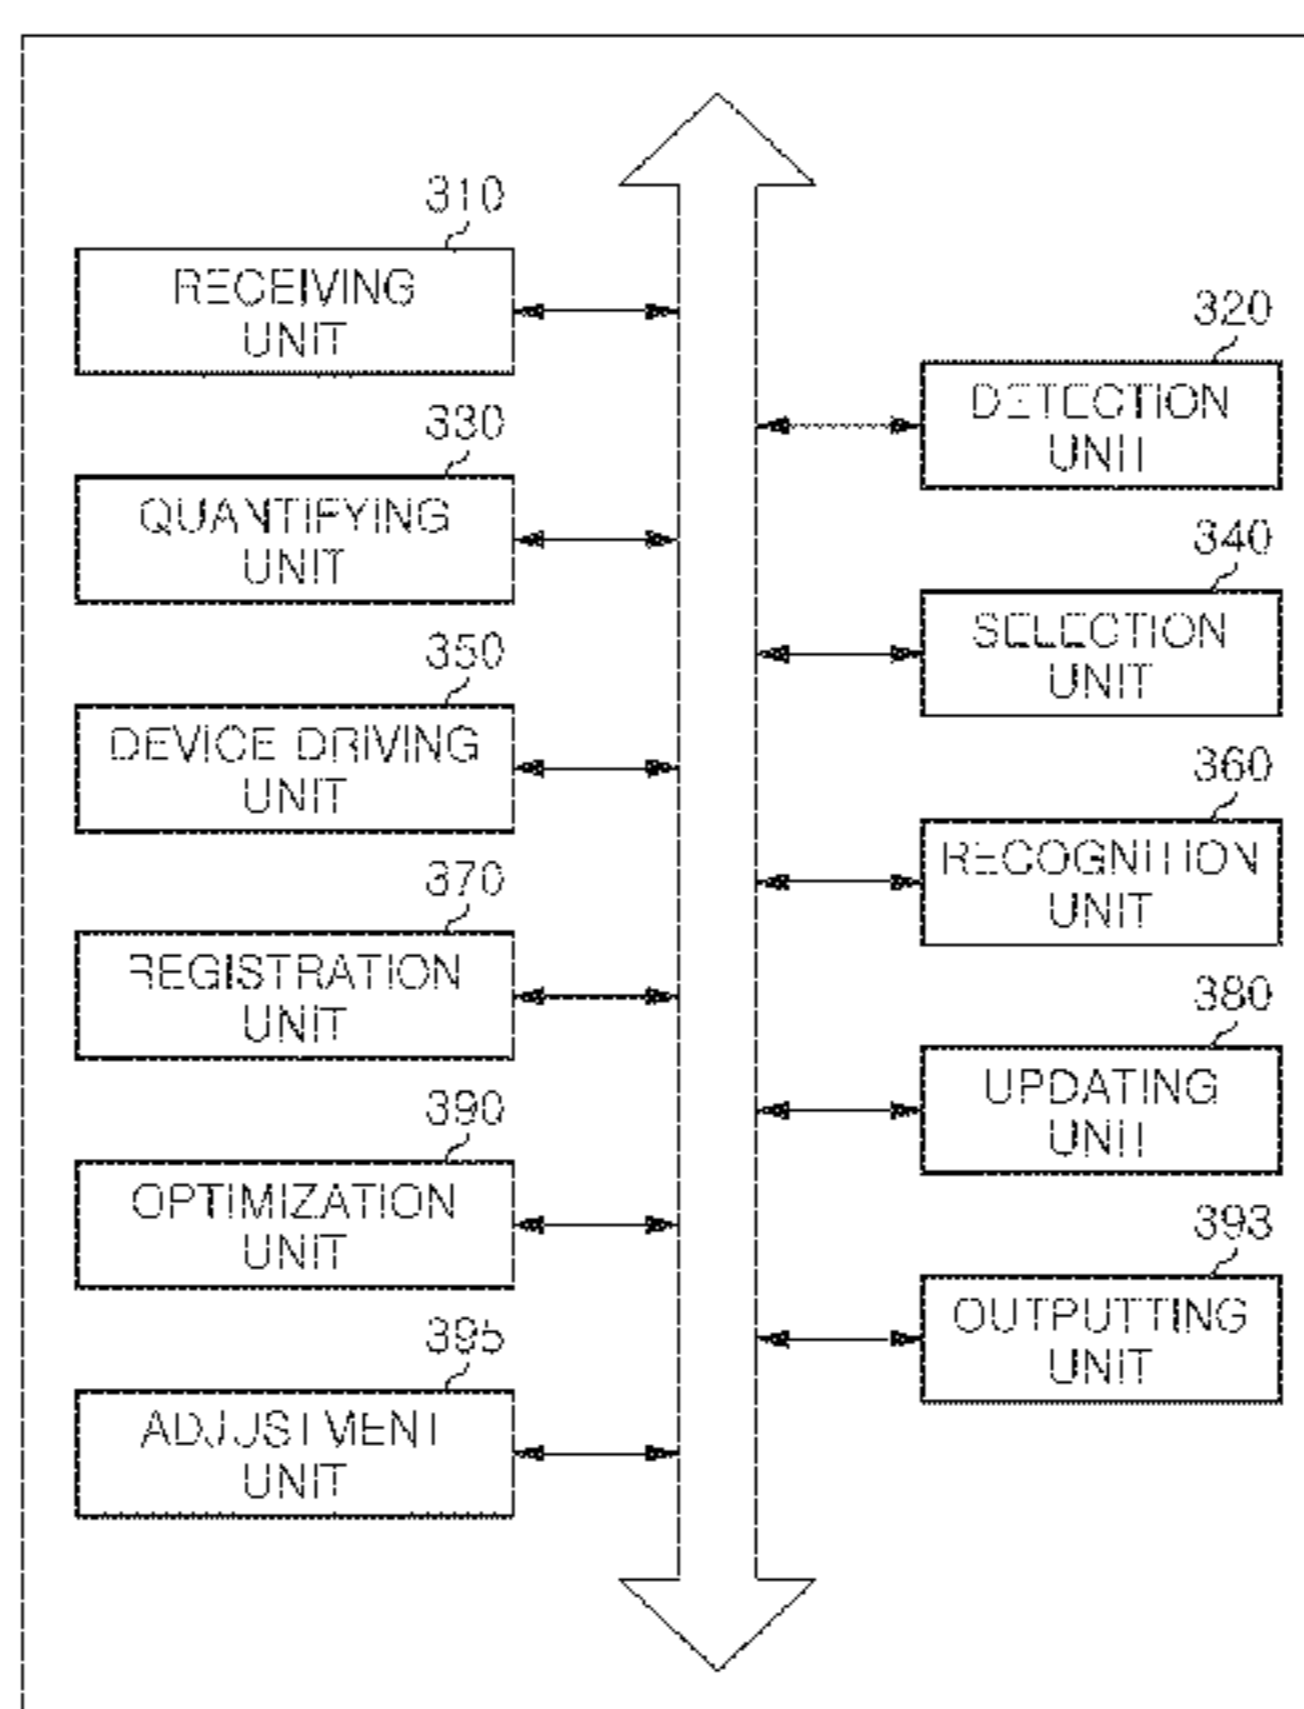 310
RECEIVING
UNIT
320
DETECTION
UNIT
330
QUANTIFYING
UNIT
340
SELECTION
UNIT
350
DEVICE DRIVING
UNIT
360
RECOGNITION
UNIT
370
REGISTRATION
UNIT
380
UPDATING
UNIT
390
OPTIMIZATION
UNIT
393
OUTPUTTING
UNIT
395
ADJUSTMENT
UNIT